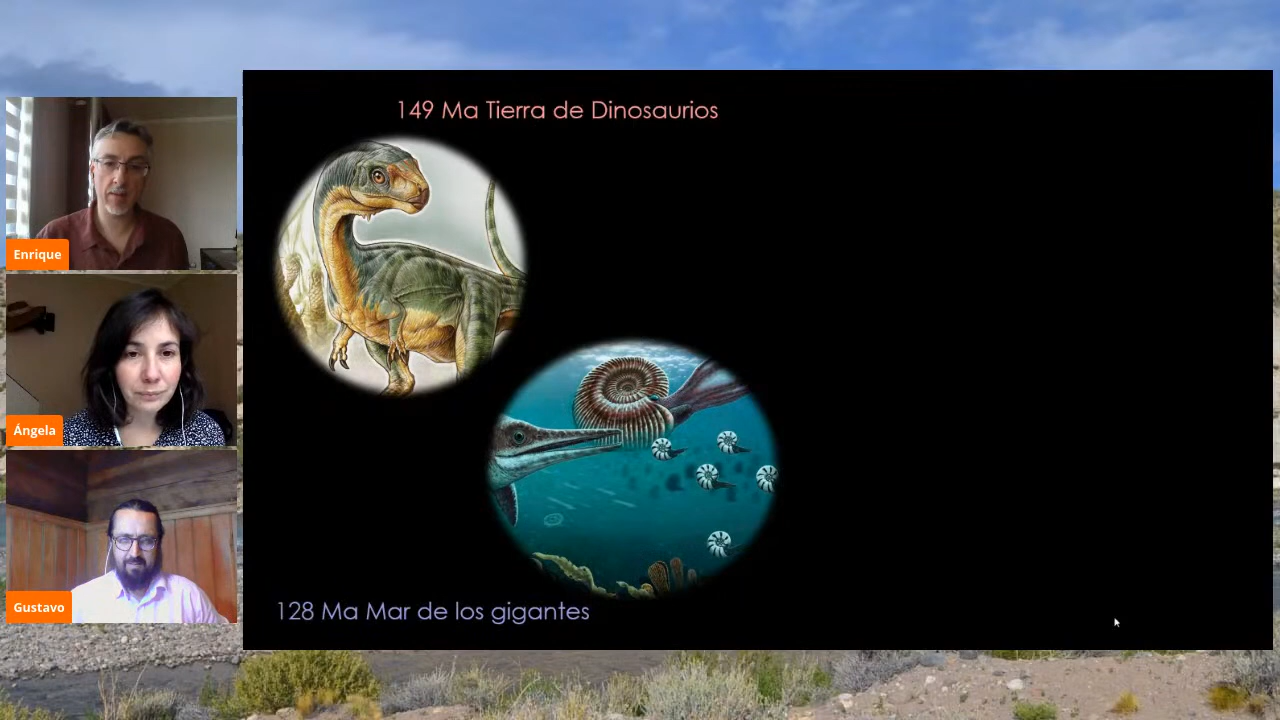 149 Ma Tierra de Dinosaurios
Enrique
Ángela
Gustavo
128 Ma Mar de los gigantes